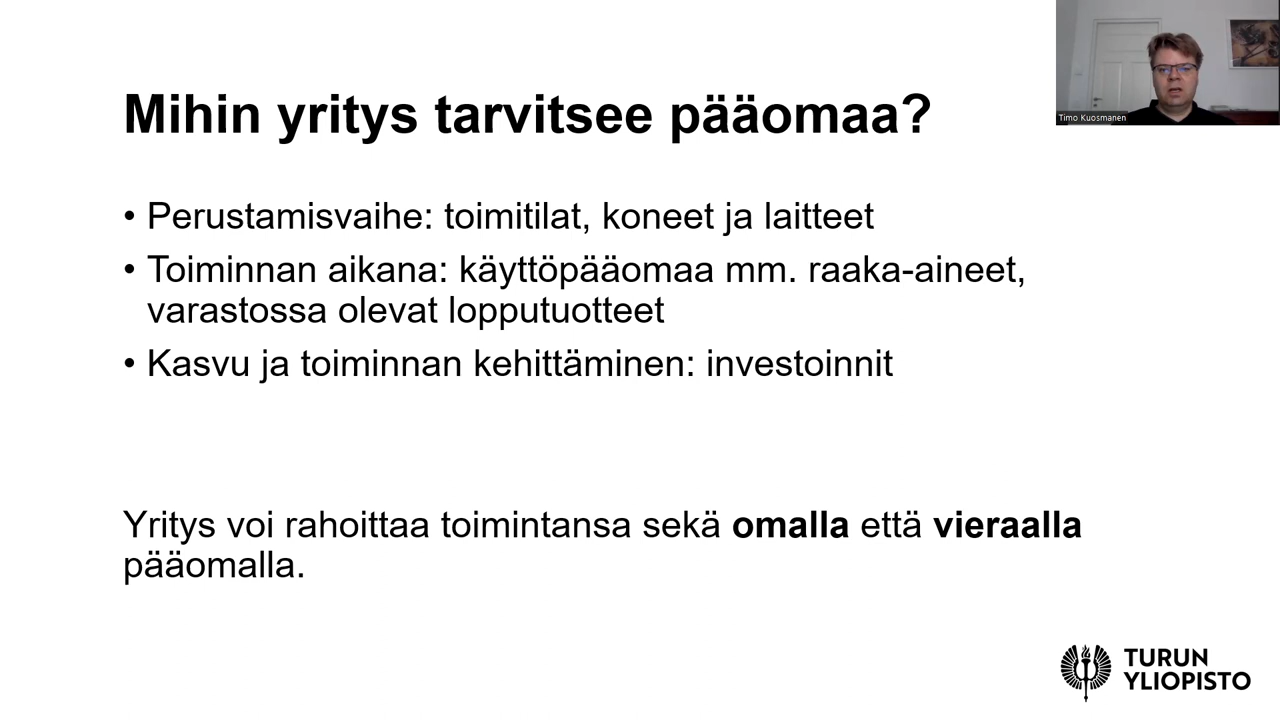 Mihin yritys tarvitsee pääomaa?
Timo Kuosmanen
• Perustamisvaihe: toimitilat, koneet ja laitteet
• Toiminnan aikana: käyttöpääomaa mm. raaka-aineet,
varastossa olevat lopputuotteet
• Kasvu ja toiminnan kehittäminen: investoinnit
Yritys voi rahoittaa toimintansa sekä omalla että vieraalla
pääomalla.
TURUN
YLIOPISTO